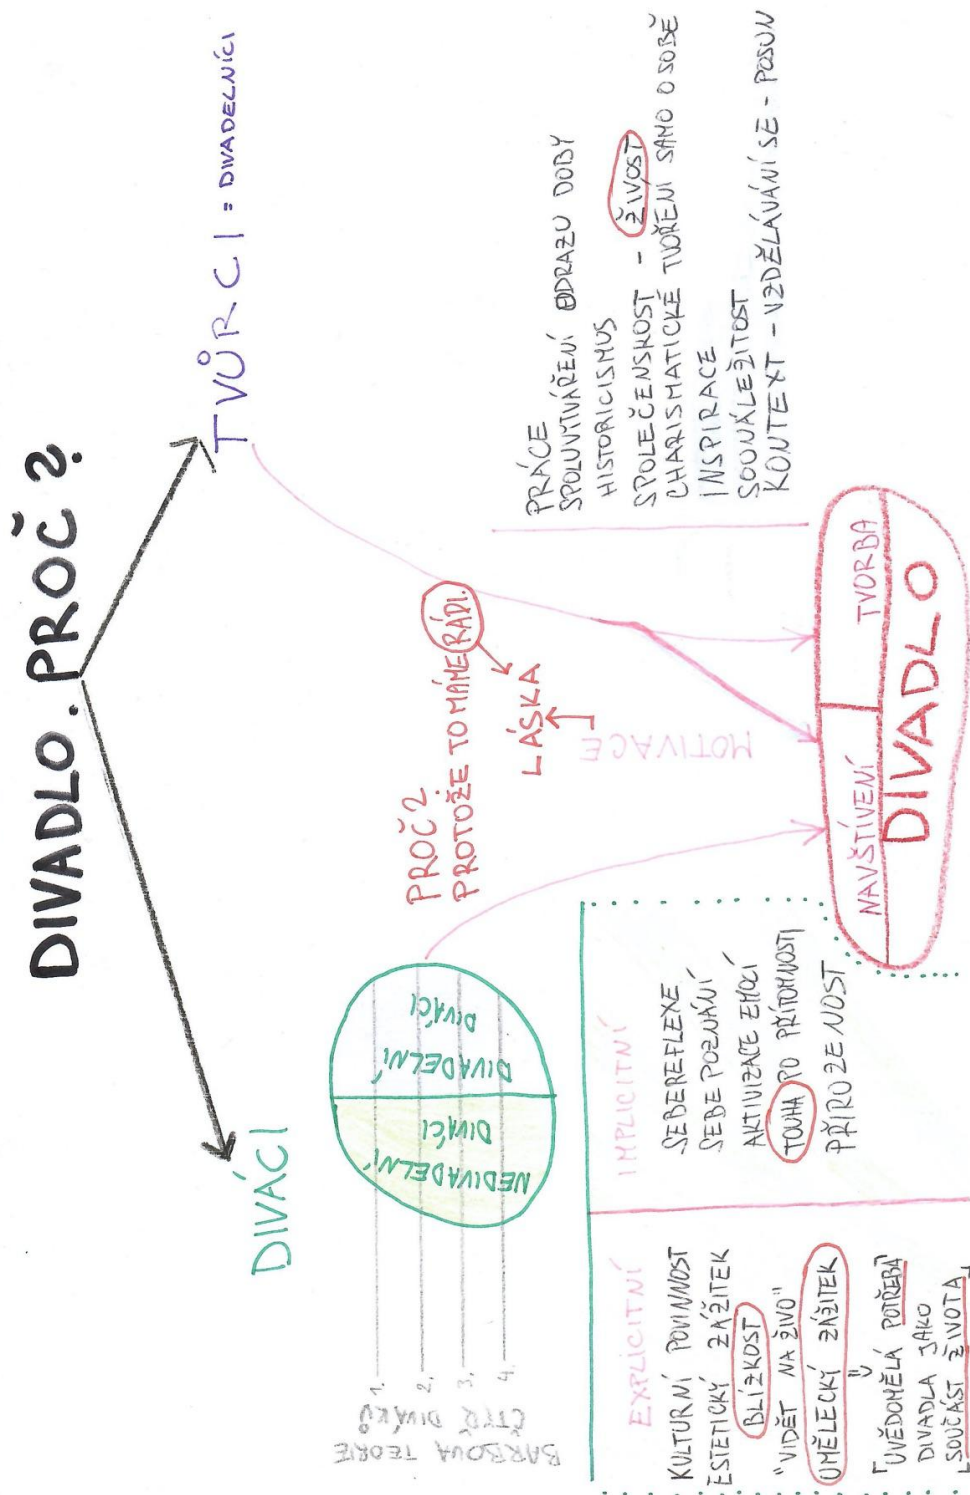 DIVADLO. PROČ?
DIVÁCI
TVŮRCI = DIVADELNÍCI
BARBOVA TEORIE
ČTYŘ DIVÁKŮ
1.
2.
3.
4.
NEDIVADELNÍ
DIVÁCI
DIVADELNÍ
DIVÁCI
PROČ?
PROTOŽE TO MÁME RÁDI.
LÁSKA
MOTIVACE
PRÁCE
SPOLUVYTVÁŘENÍ ODRAZU DOBY
HISTORICISMUS
SPOLEČENSKOST - ŽIVOST
CHARISMATICKÉ TVOŘENÍ SAMO O SOBĚ
INSPIRACE
SOUNÁLEŽITOST
KONTEXT - VZDĚLÁVÁNÍ SE - POSUN
EXPLICITNÍ
KULTURNÍ POVINNOST
ESTETICKÝ ZÁŽITEK
BLÍZKOST
"VIDĚT NA ŽIVO"
UMĚLECKÝ ZÁŽITEK
UVĚDOMĚLÁ POTŘEBA
DIVADLA JAKO
SOUČÁST ŽIVOTA
IMPLICITNÍ
SEBEREFLEXE
SEBE POZNÁNÍ
AKTIVIZACE EMOCÍ
TOUHA PO PŘÍTOMNOSTI
PŘIROZENOST
NAVŠTÍVENÍ
TVORBA
DIVADLO